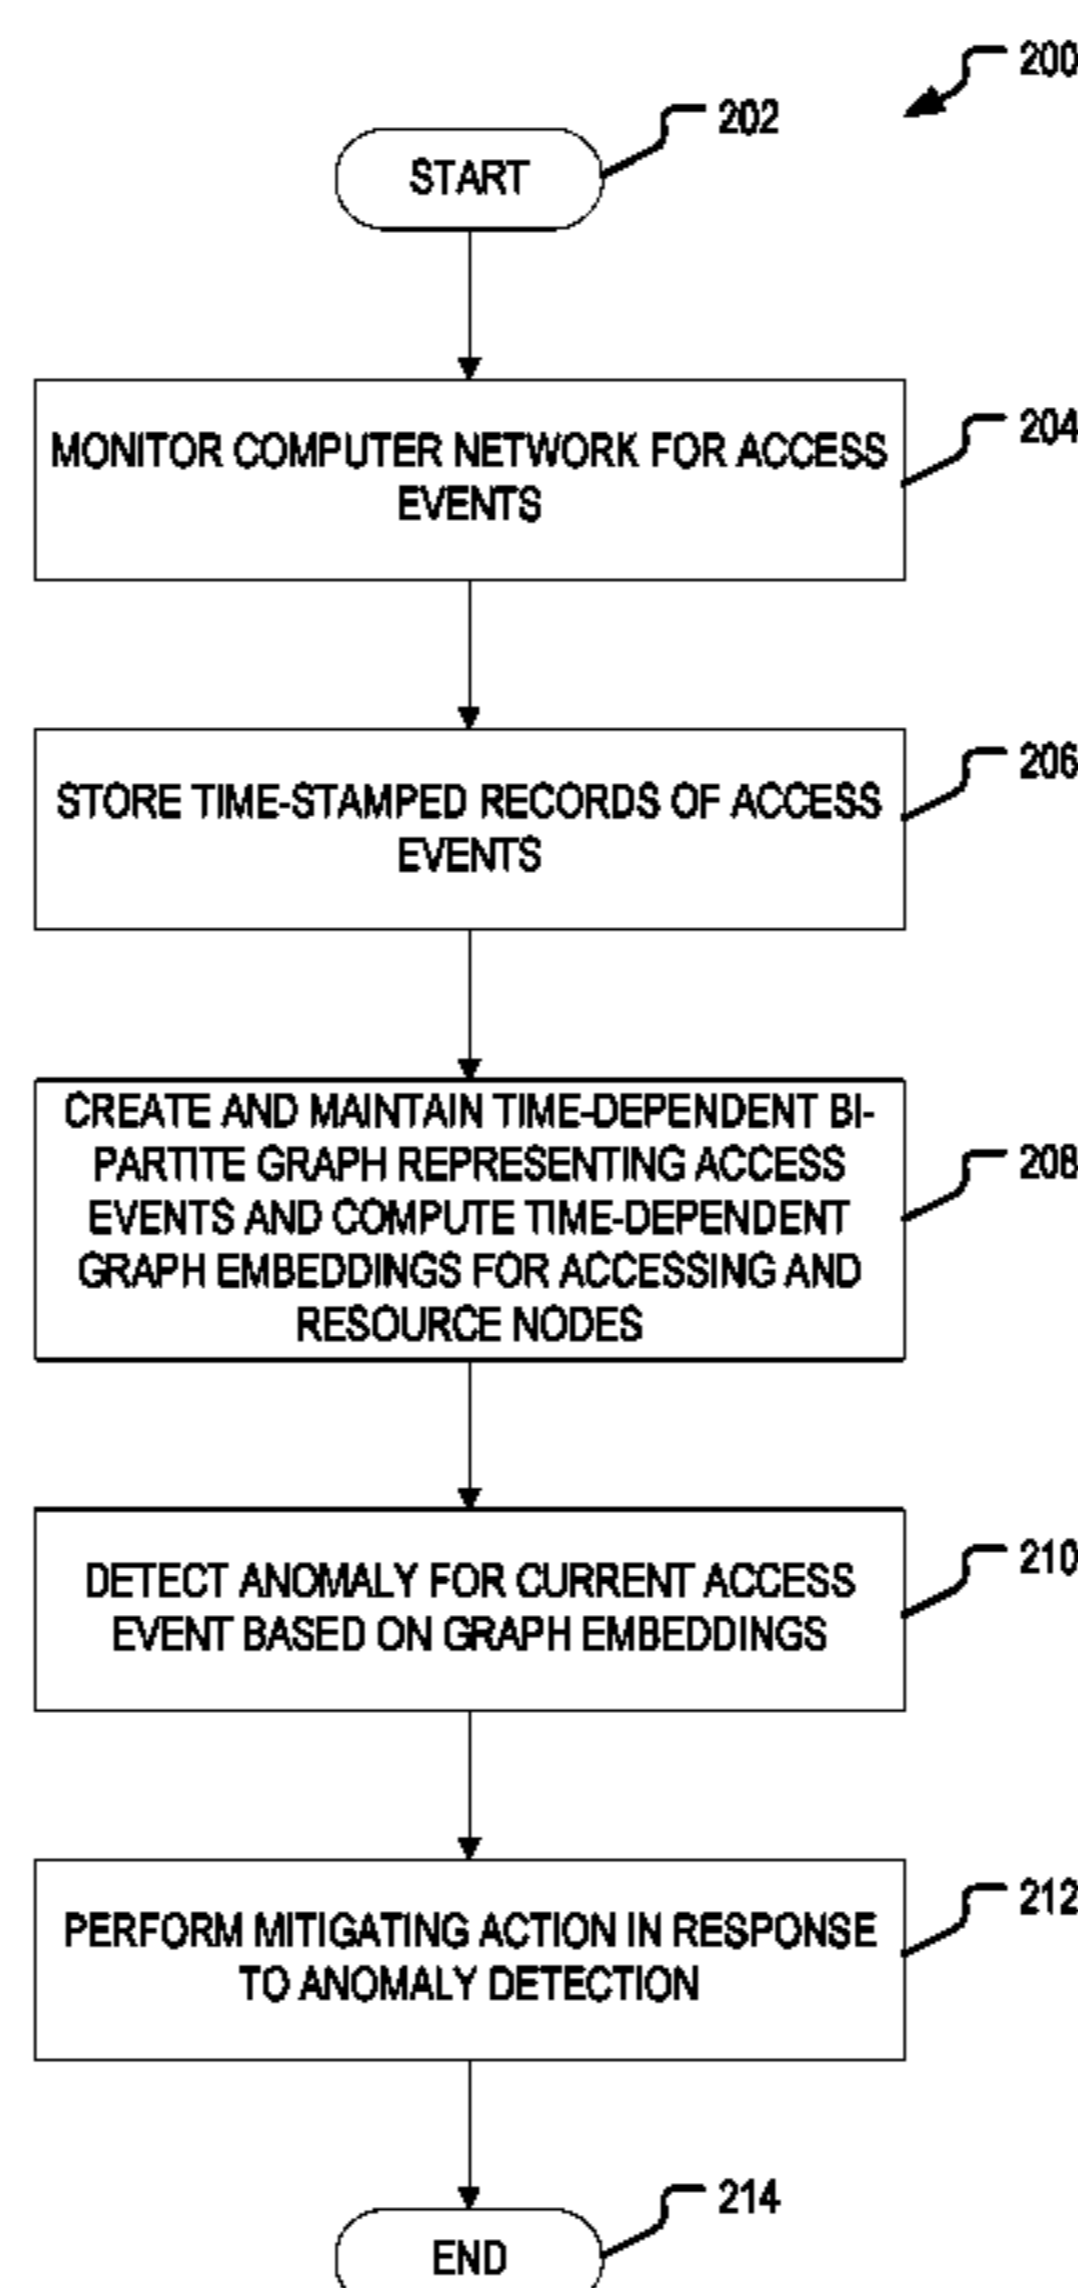 200
202
START
MONITOR COMPUTER NETWORK FOR ACCESS
EVENTS
204
STORE TIME-STAMPED RECORDS OF ACCESS
EVENTS
206
CREATE AND MAINTAIN TIME-DEPENDENT BI-
PARTITE GRAPH REPRESENTING ACCESS
EVENTS AND COMPUTE TIME-DEPENDENT
GRAPH EMBEDDINGS FOR ACCESSING AND
RESOURCE NODES
208
DETECT ANOMALY FOR CURRENT ACCESS
EVENT BASED ON GRAPH EMBEDDINGS
210
PERFORM MITIGATING ACTION IN RESPONSE
TO ANOMALY DETECTION
212
214
END